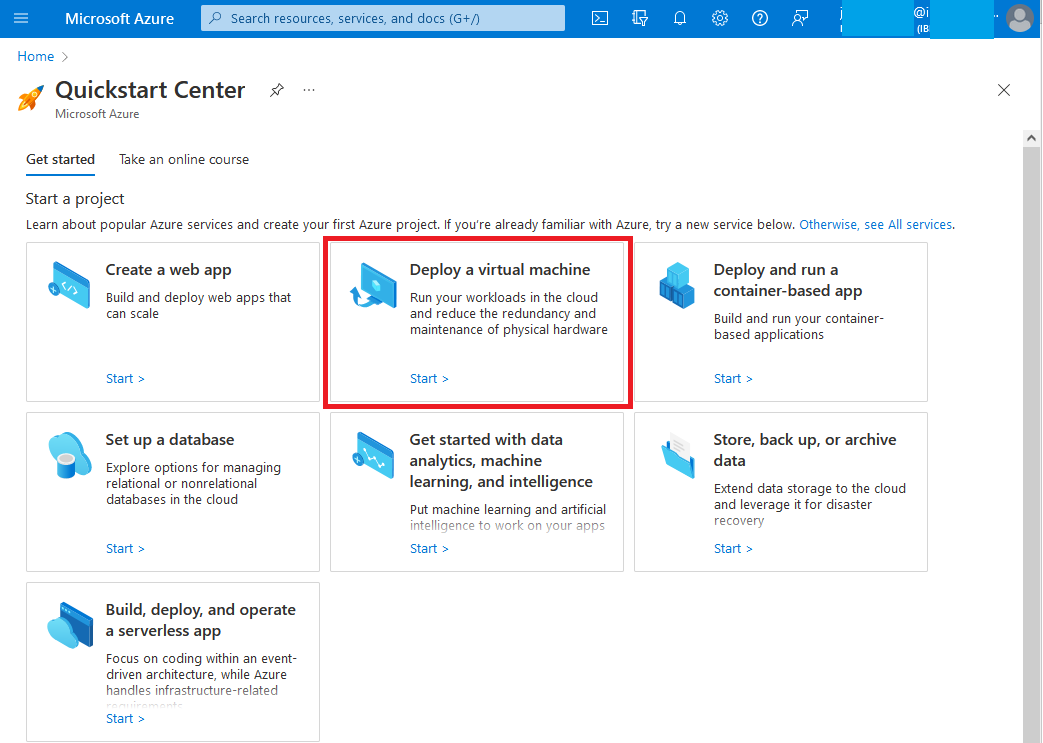 Microsoft Azure
Search resources, services, and docs (G+/)
Home >
Quickstart Center
Microsoft Azure
Get started
Take an online course
Start a project
Learn about popular Azure services and create your first Azure project. If you're already familiar with Azure, try a new service below. Otherwise, see All services.
Create a web app
Build and deploy web apps that
can scale
Start >
Deploy a virtual machine
Run your workloads in the cloud
and reduce the redundancy and
maintenance of physical hardware
Start >
Deploy and run a
container-based app
Build and run your container-
based applications
Start >
Set up a database
Explore options for managing
relational or nonrelational
databases in the cloud
Start >
Get started with data
analytics, machine
learning, and intelligence
Put machine learning and artificial
intelligence to work on your apps
Start >
Store, back up, or archive
data
Extend data storage to the cloud
and leverage it for disaster
recovery
Start >
Build, deploy, and operate
a serverless app
Focus on coding within an event-
driven architecture, while Azure
handles infrastructure-related
requirements
Start >